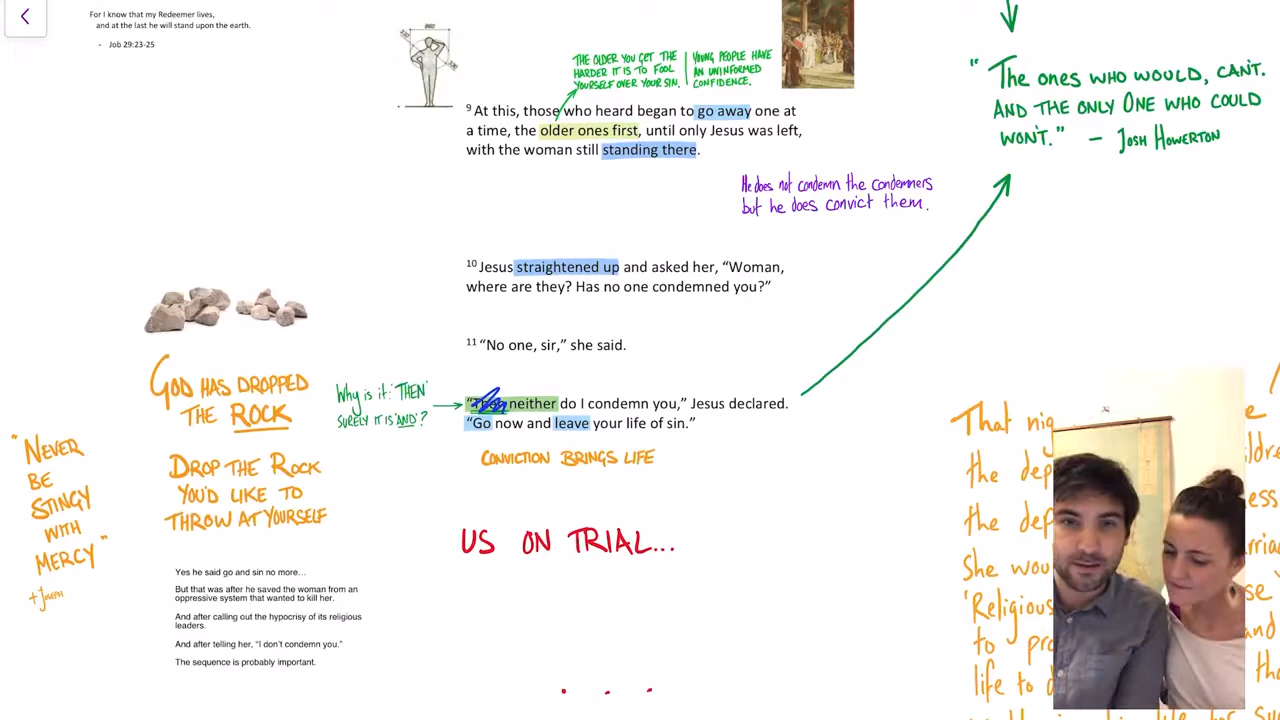 For I know that my Redeemer lives,
and at the last he will stand upon the earth.
- Job 29:23-25
THE OLDER YOU GET THE
HARDER IT IS TO FOOL
YOURSELF OVER YOUR SIN.
YOUNG PEOPLE HAVE
AN UNINFORMED
CONFIDENCE.
9 At this, those who heard began to go away one at
a time, the older ones first, until only Jesus was left,
with the woman still standing there.
"The ones who would, can't.
AND THE ONLY ONE WHO COULD
WON'T." – JOSH HOWERTON
He does not condemn the condemners
but he does convict them.
10 Jesus straightened up and asked her, “Woman,
where are they? Has no one condemned you?”
11 “No one, sir,” she said.
“Then neither do I condemn you,” Jesus declared.
“Go now and leave your life of sin.”
Why is it 'THEN'
SURELY IT IS 'AND'?
CONVICTION BRINGS LIFE
GOD HAS DROPPED
THE ROCK
DROP THE ROCK
YOU'D LIKE TO
THROW AT YOURSELF
"NEVER
BE
STINGY
WITH
MERCY"
+ JOSEPH
US ON TRIAL...
Yes he said go and sin no more…
But that was after he saved the woman from an
oppressive system that wanted to kill her.
And after calling out the hypocrisy of its religious
leaders.
And after telling her, “I don’t condemn you.”
The sequence is probably important.
That
the
the
She
'Religious
to
life to